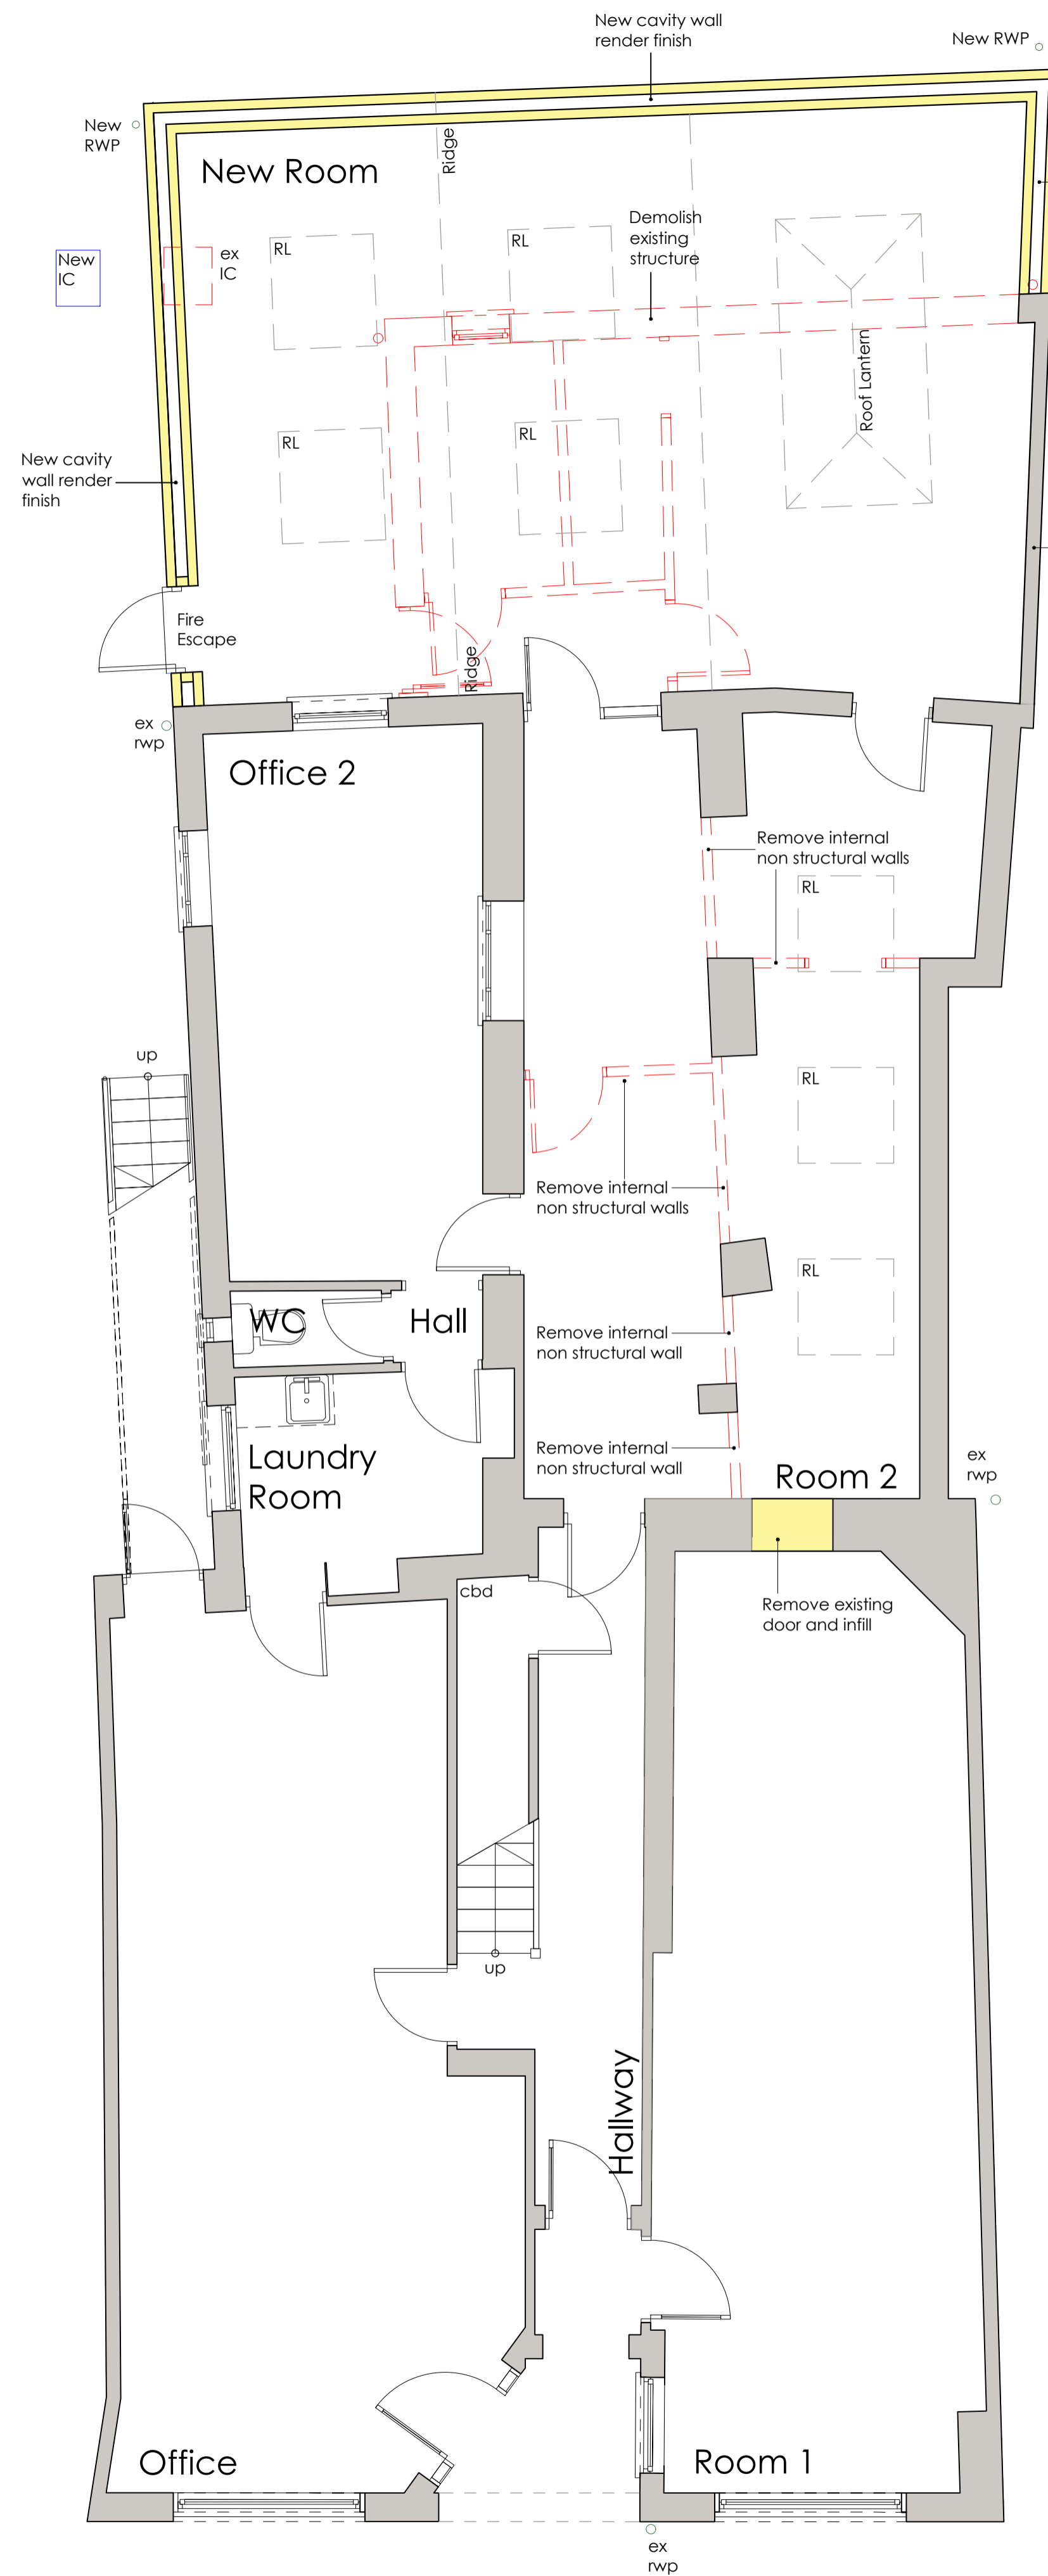 New cavity wall
render finish
New RWP
New
RWP
Ridge
New Room
Demolish
existing
structure
RL
RL
ex
IC
New
IC
Roof Lantern
RL
RL
New cavity
wall render
finish
Fire
Escape
Ridge
ex
rwp
Office 2
Remove internal
non structural walls
RL
up
RL
Remove internal
non structural walls
RL
WC
Hall
Remove internal
non structural wall
Remove internal
non structural wall
Laundry
Room
Room 2
ex
rwp
cbd
Remove existing
door and infill
up
Hallway
Office
Room 1
ex
rwp